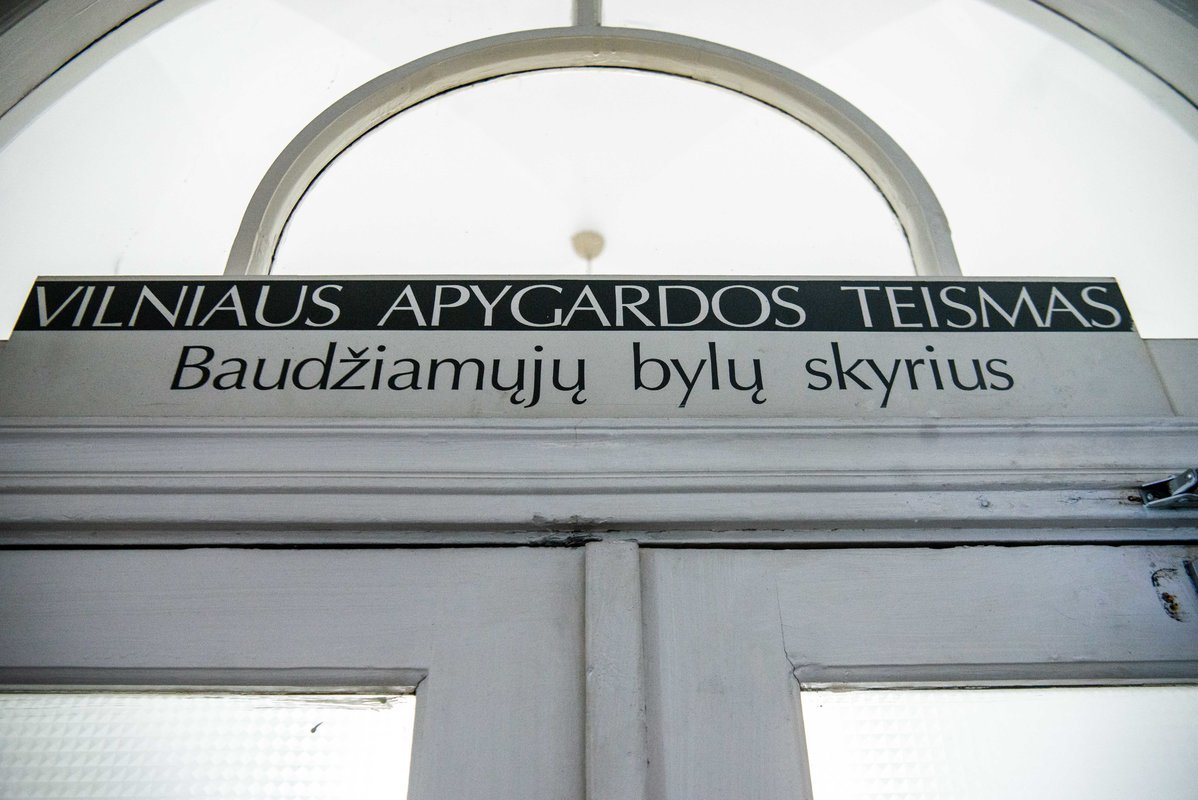 VILNIAUS APYGARDOS TEISMAS
Baudžiamųjų bylų skyrius